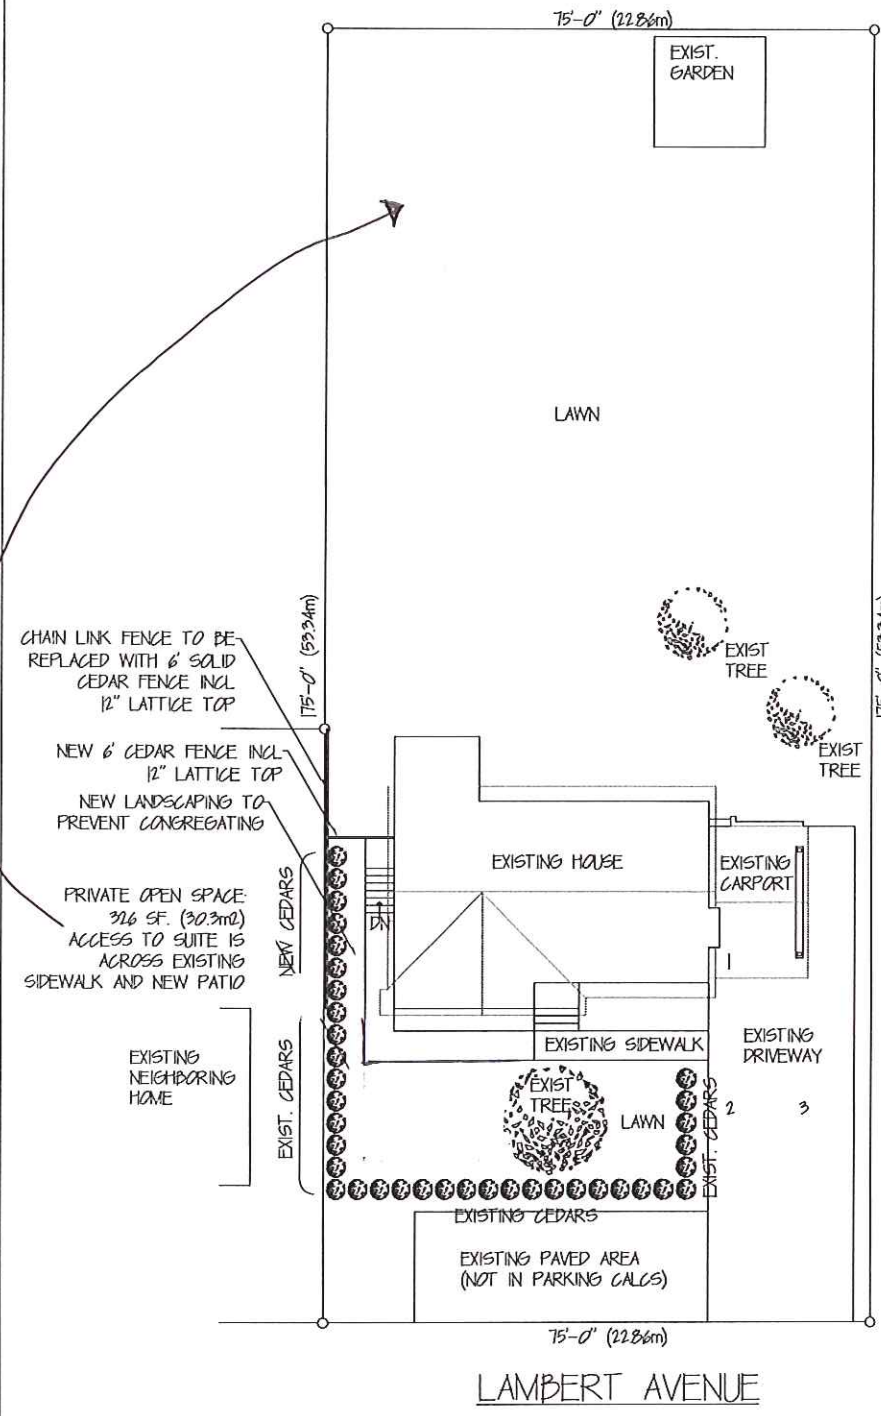 75'-0" (22.86m)
EXIST.
GARDEN
LAWN
175'-0" (53.34m)
175'-0" (53.34m)
EXIST
TREE
EXIST
TREE
CHAIN LINK FENCE TO BE
REPLACED WITH 6' SOLID
CEDAR FENCE INCL
12" LATTICE TOP
NEW 6' CEDAR FENCE INCL
12" LATTICE TOP
NEW LANDSCAPING TO
PREVENT CONGREGATING
EXISTING HOUSE
EXISTING
CARPORT
NEW CEDARS
DN
PRIVATE OPEN SPACE
326 SF. (30.3m2)
ACCESS TO SUITE IS
ACROSS EXISTING
SIDEWALK AND NEW PATIO
1
EXISTING SIDEWALK
EXISTING
DRIVEWAY
EXISTING
NEIGHBORING
HOME
EXIST. CEDARS
EXIST
TREE
LAWN
EXIST. CEDARS
2
3
EXISTING CEDARS
EXISTING PAVED AREA
(NOT IN PARKING CALCS)
75'-0" (22.86m)
LAMBERT AVENUE